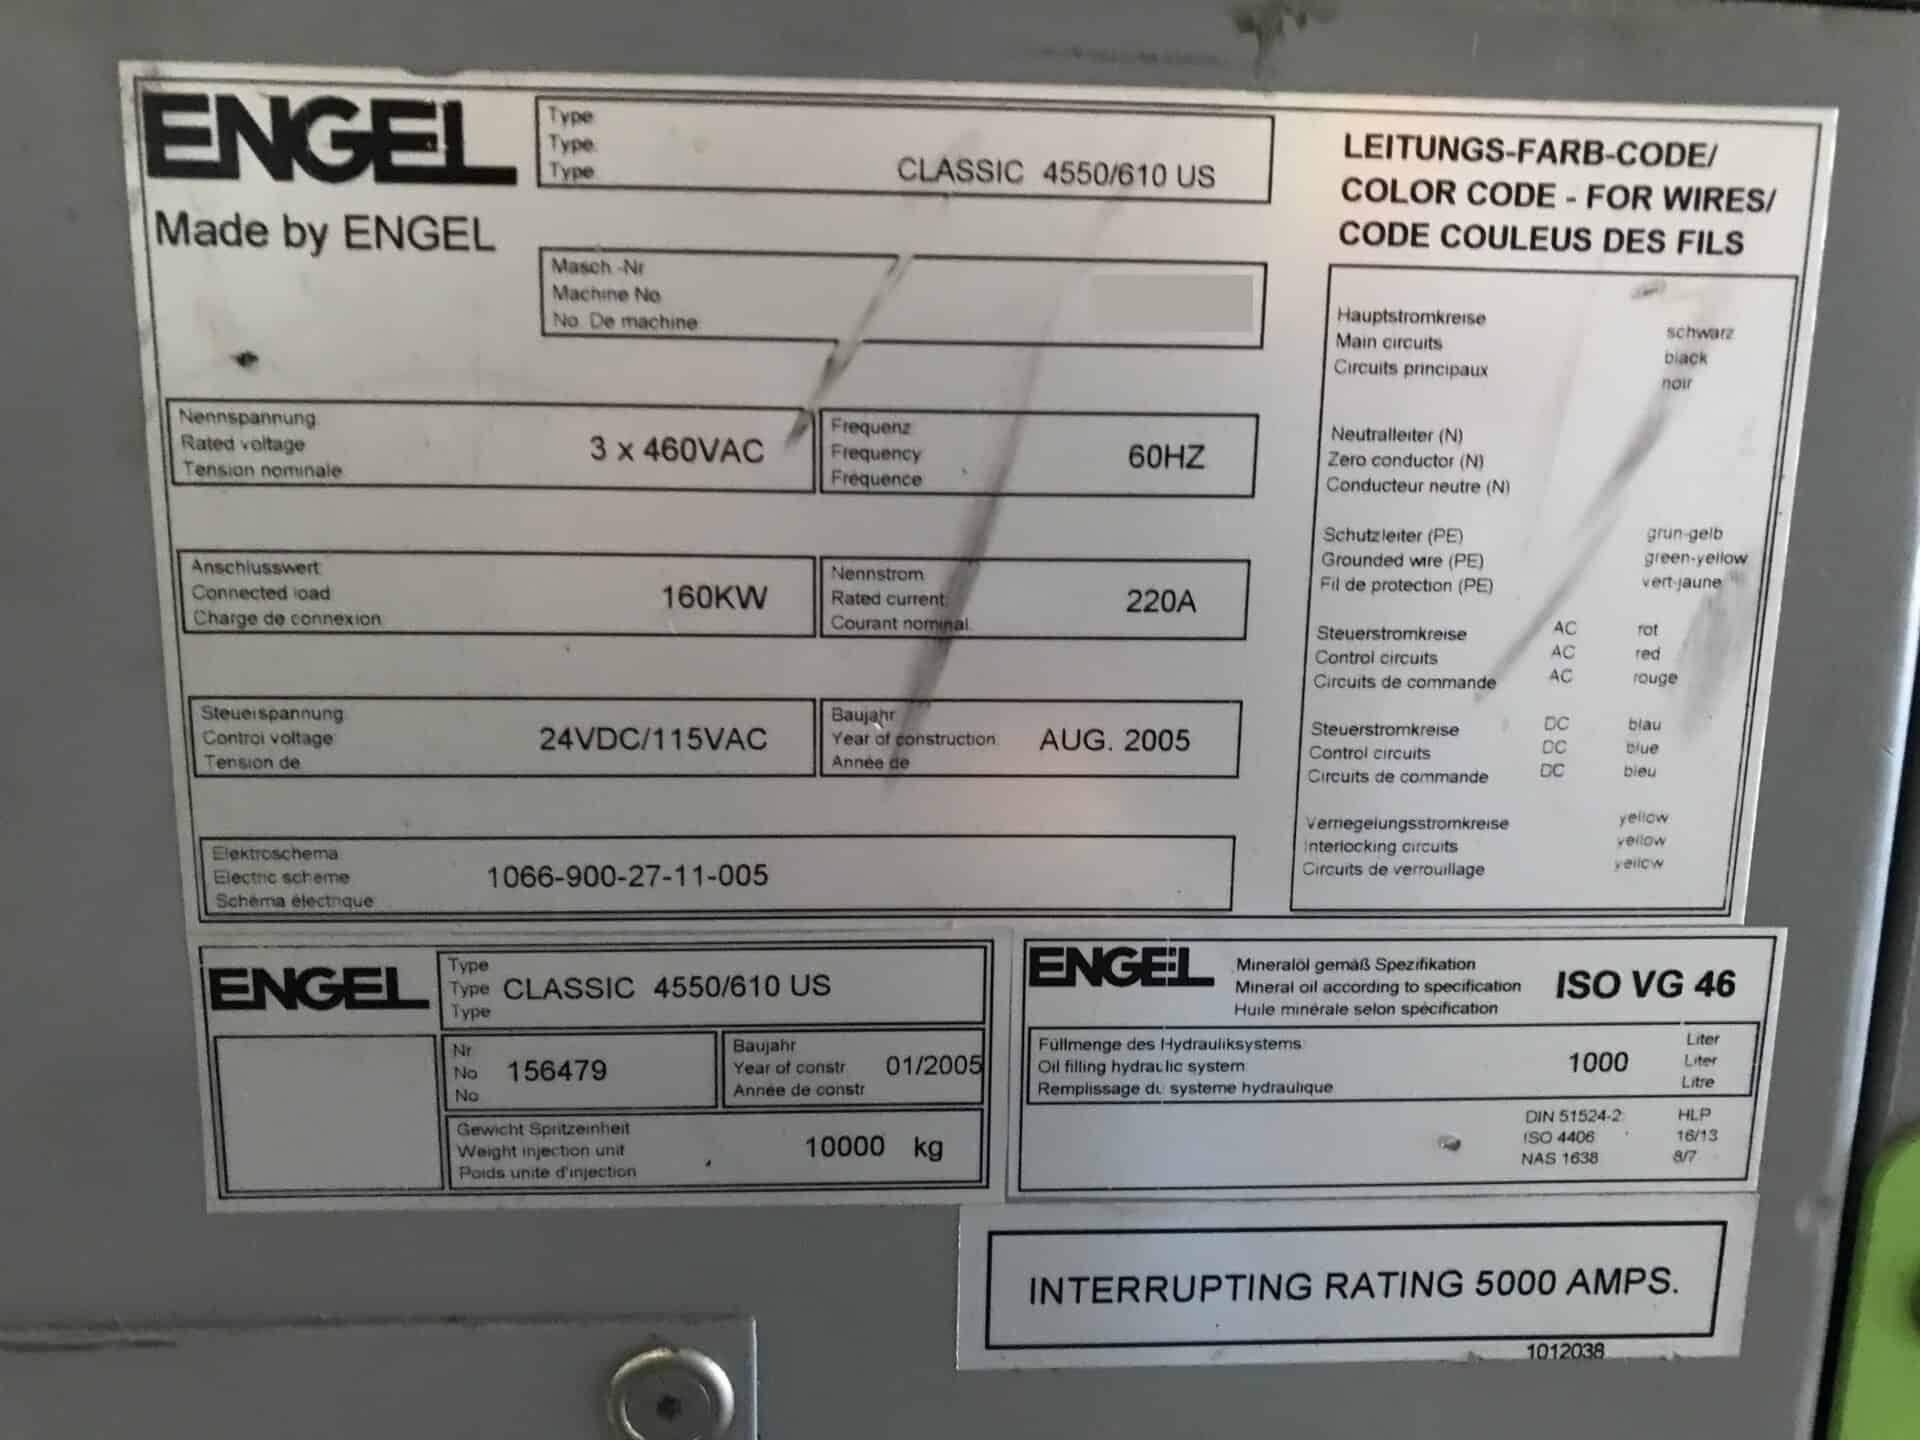 ENGEL
Made by ENGEL
Type
Type
Type
CLASSIC 4550/610 US
Masch.-Nr
Machine No
No. De machine
Nennspannung
Rated voltage
Tension nominale
3 x 460VAC
Frequenz
Frequency
Fréquence
60HZ
Anschlusswert
Connected load
Charge de connexion
160KW
Nennstrom
Rated current
Courant nominal
220A
Steuerspannung
Control voltage
Tension de
24VDC/115VAC
Baujahr
Year of construction
Année de
AUG. 2005
Elektroschema
Electric scheme
Schéma électrique
1066-900-27-11-005
LEITUNGS-FARB-CODE/
COLOR CODE - FOR WIRES/
CODE COULEUS DES FILS
Hauptstromkreise
Main circuits
Circuits principaux
schwarz
black
noir
Neutralleiter (N)
Zero conductor (N)
Conducteur neutre (N)
Schutzleiter (PE)
Grounded wire (PE)
Fil de protection (PE)
grün-gelb
green-yellow
vert-jaune
Steuerstromkreise AC rot
Control circuits AC red
Circuits de commande AC rouge
Steuerstromkreise DC blau
Control circuits DC blue
Circuits de commande DC bleu
Verriegelungsstromkreise yellow
Interlocking circuits yellow
Circuits de verrouillage yellow
ENGEL
Type
Type
Type
CLASSIC 4550/610 US
Nr
No
No
156479
Baujahr
Year of constr
Année de constr
01/2005
Gewicht Spritzeinheit
Weight injection unit
Poids unite d'injection
10000 kg
ENGEL
Mineralöl gemäß Spezifikation
Mineral oil according to specification
Huile minérale selon spécification
ISO VG 46
Füllmenge des Hydrauliksystems
Oil filling hydraulic system
Remplissage du systeme hydraulique
1000
Liter
Liter
Litre
DIN 51524-2 HLP
ISO 4406 16/13
NAS 1638 8/7
INTERRUPTING RATING 5000 AMPS.
1012038